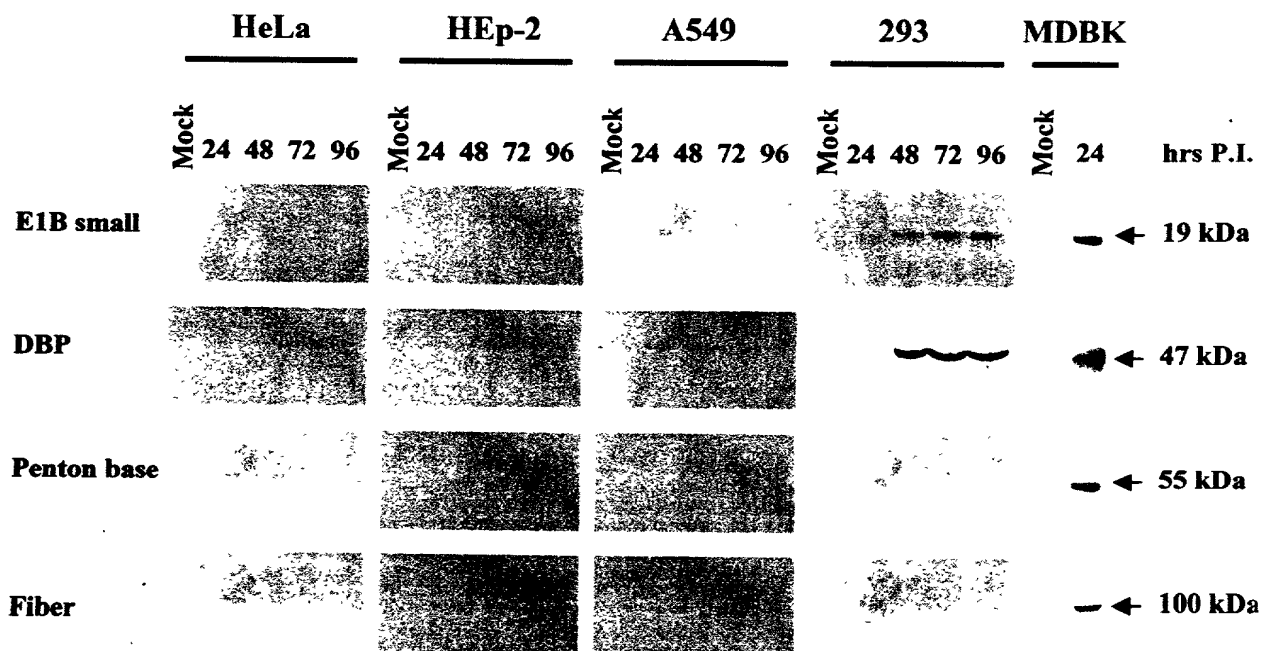 HeLa HEp-2 A549 293 MDBK
Mock 24 48 72 96 Mock 24 48 72 96 Mock 24 48 72 96 Mock 24 48 72 96 Mock 24 hrs P.I.
E1B small 19 kDa
DBP 47 kDa
Penton base 55 kDa
Fiber 100 kDa